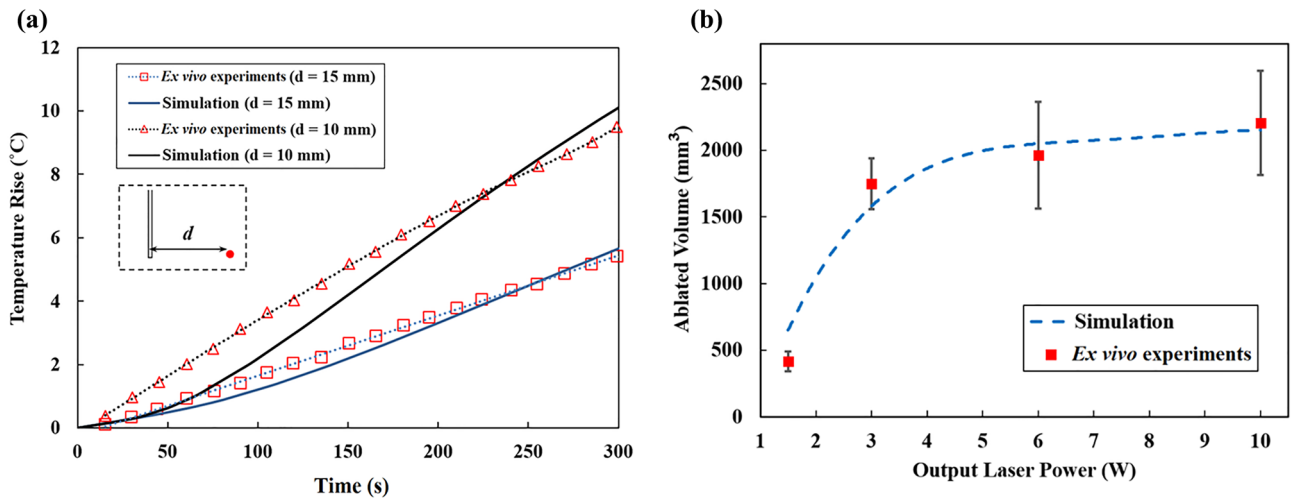 (a)
12
10
8
6
4
2
0
Temperature Rise (˚C)
Ex vivo experiments (d = 15 mm)
Simulation (d = 15 mm)
Ex vivo experiments (d = 10 mm)
Simulation (d = 10 mm)
d
0 50 100 150 200 250 300
Time (s)
(b)
2500
2000
1500
1000
500
0
Ablated Volume (mm³)
Simulation
Ex vivo experiments
1 2 3 4 5 6 7 8 9 10
Output Laser Power (W)